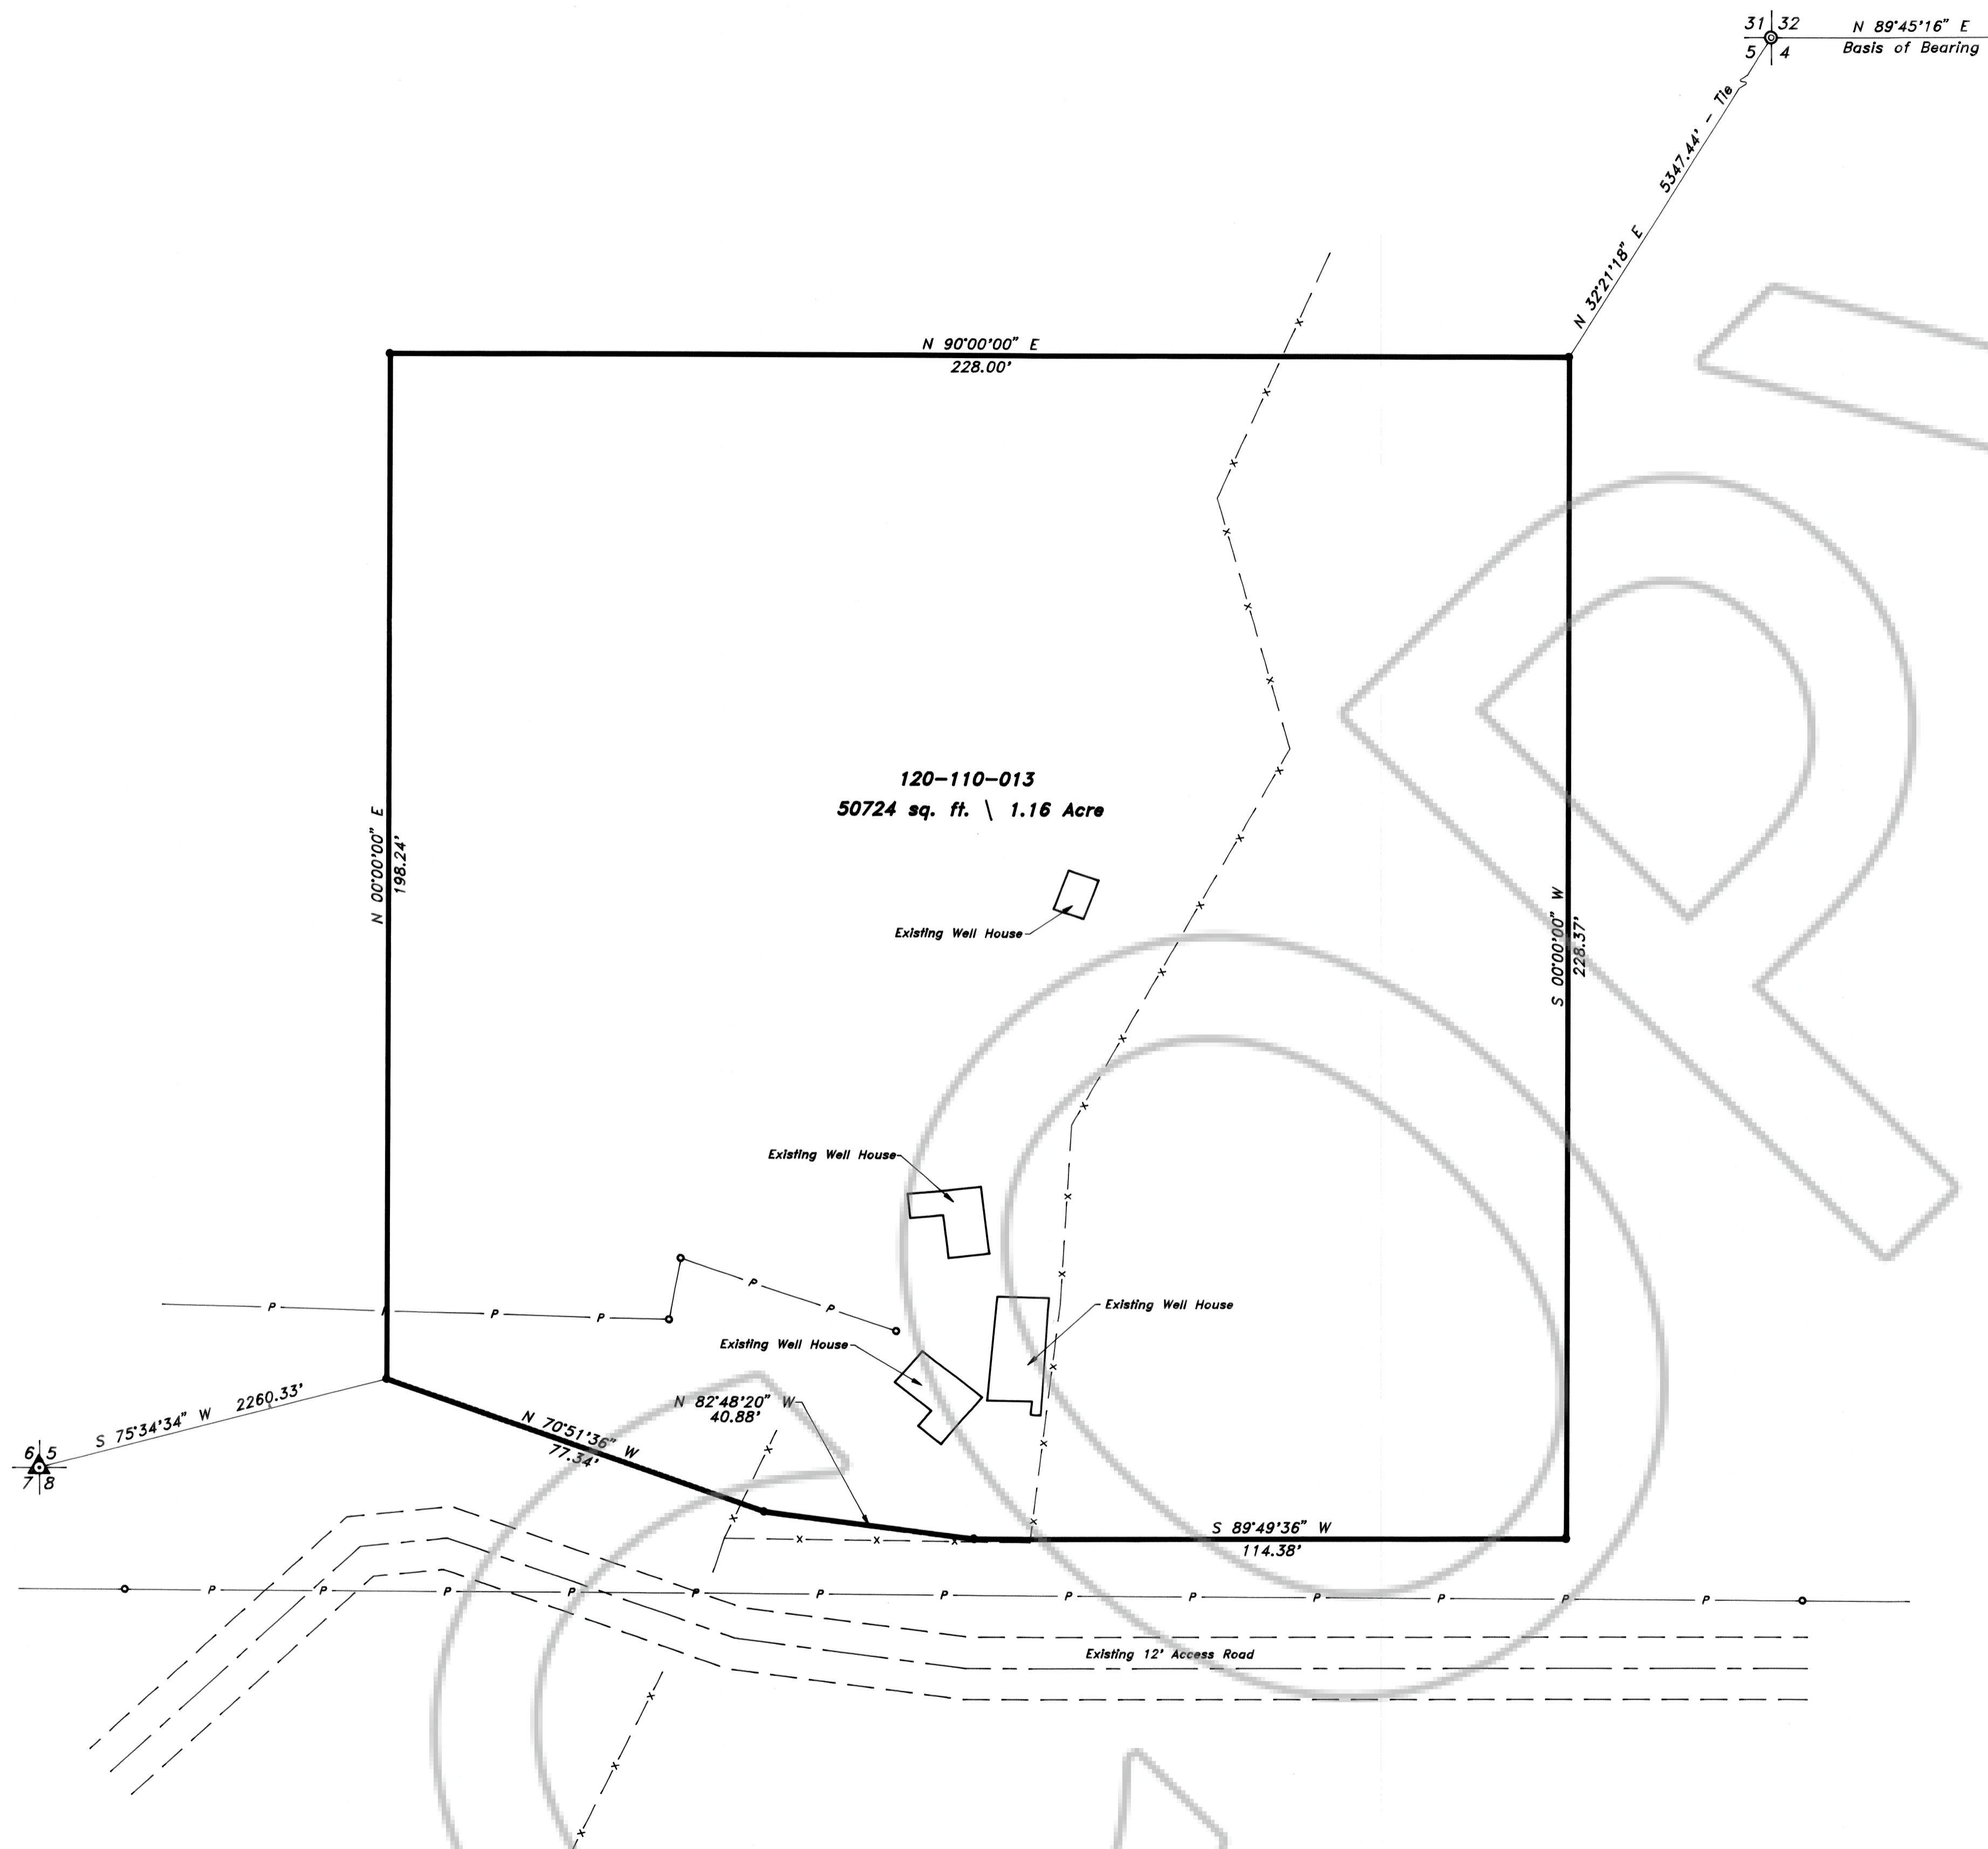 31 32
5 4
N 89°45'16" E
Basis of Bearing
5347.44' - Tie
N 32°21'18" E
N 90°00'00" E
228.00'
120-110-013
50724 sq. ft. \ 1.16 Acre
N 00°00'00" E
198.24'
Existing Well House
S 00°00'00" W
228.37'
Existing Well House
Existing Well House
Existing Well House
S 75°34'34" W 2260.33'
6 5
7 8
N 82°48'20" W
40.88'
N 70°51'36" W
77.34'
S 89°49'36" W
114.38'
P P P P P
P P
P P P P P P P P P P P P P
Existing 12' Access Road